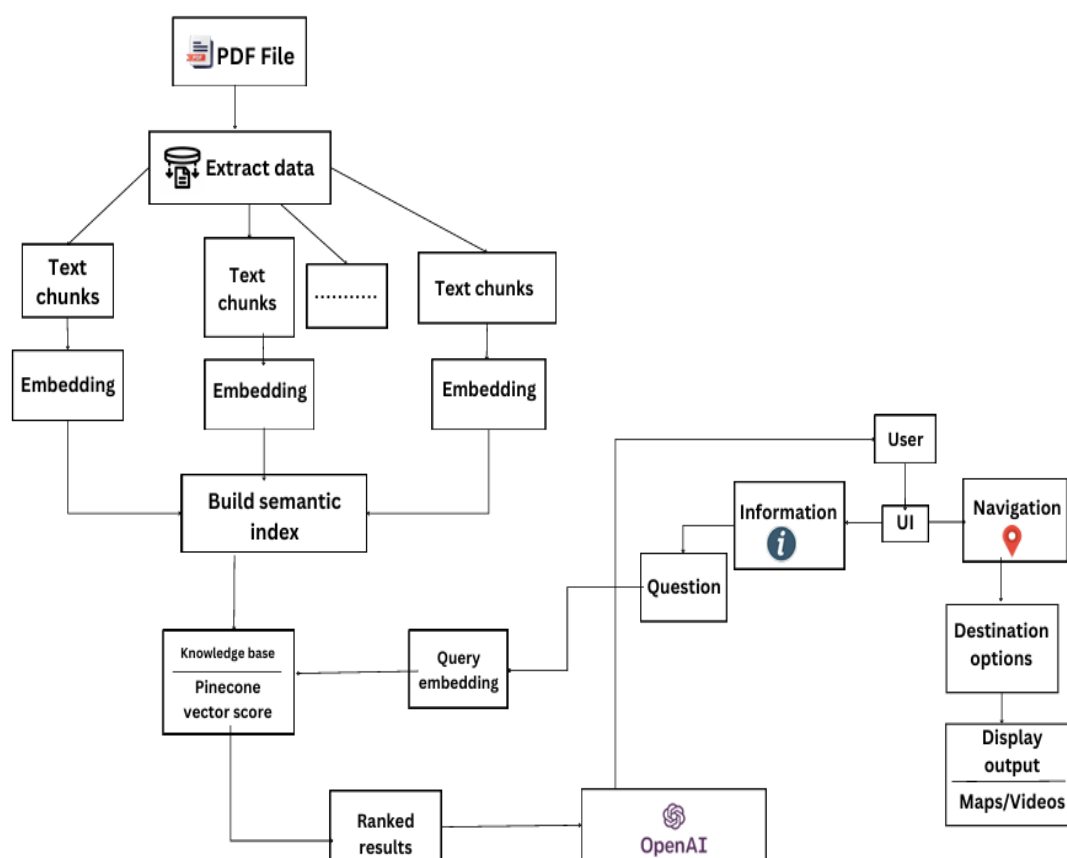 PDF File
Extract data
Text
chunks
Text
chunks
...........
Text chunks
Embedding
Embedding
Embedding
Build semantic
index
User
UI
Information
Navigation
Question
Destination
options
Knowledge base
Pinecone
vector score
Query
embedding
Display
output
Maps/Videos
Ranked
results
OpenAI